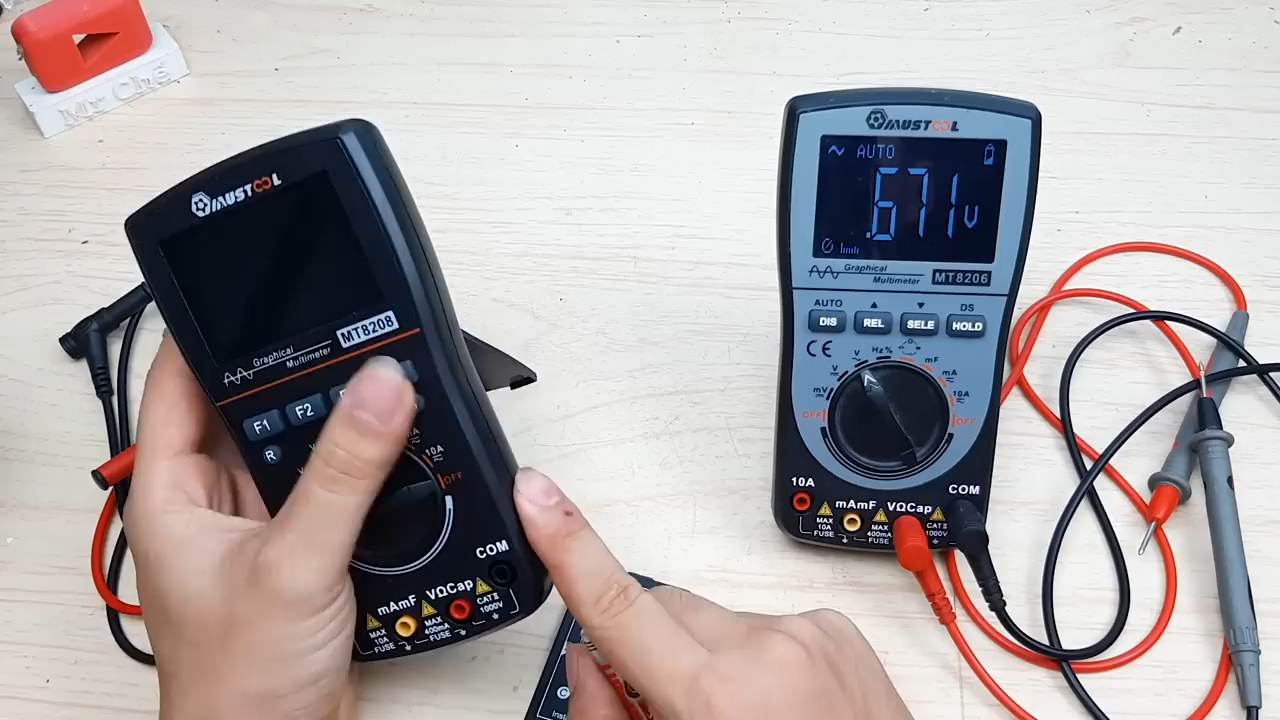 Mr Che
MUSTOOL
MT8208
Graphical
Multimeter
F1
F2
R
10A
OFF
COM
mAmF
VΩCap
MAX
10A
FUSE
MAX
400mA
FUSE
CAT II
1000V
MUSTOOL
AUTO
.671 V
Graphical
Multimeter
MT8206
AUTO
▲
▼
DS
DIS
REL
SELE
HOLD
CE
V
Hz%
mF
V
mA
mV
10A
OFF
OFF
10A
mAmF
VΩCap
COM
MAX
10A
FUSE
MAX
400mA
FUSE
CAT II
1000V